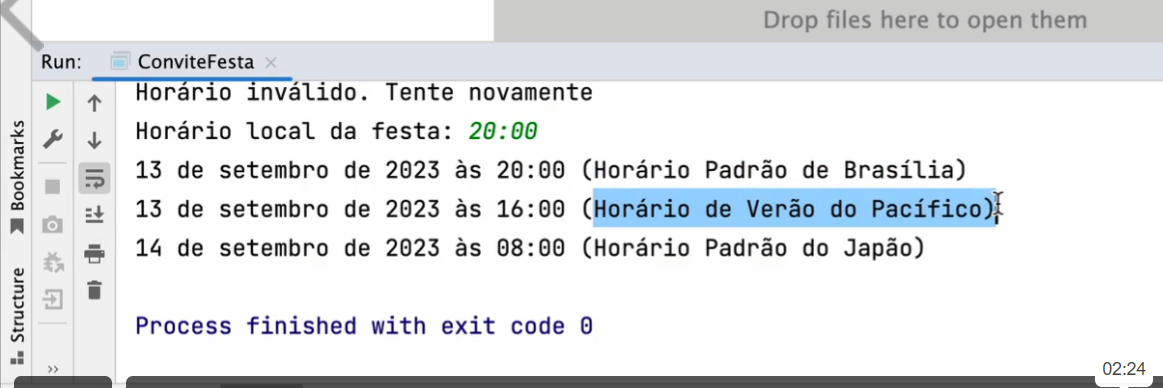 Drop files here to open them
Run: ConviteFesta ×
Horário inválido. Tente novamente
Horário local da festa: 20:00
13 de setembro de 2023 às 20:00 (Horário Padrão de Brasília)
13 de setembro de 2023 às 16:00 (Horário de Verão do Pacífico)
14 de setembro de 2023 às 08:00 (Horário Padrão do Japão)
Process finished with exit code 0
Bookmarks
Structure
02:24